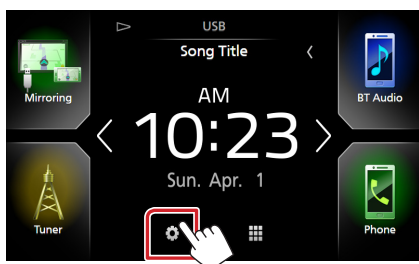 USB
Song Title
Mirroring
AM
BT Audio
10:23
Sun. Apr. 1
Tuner
Phone